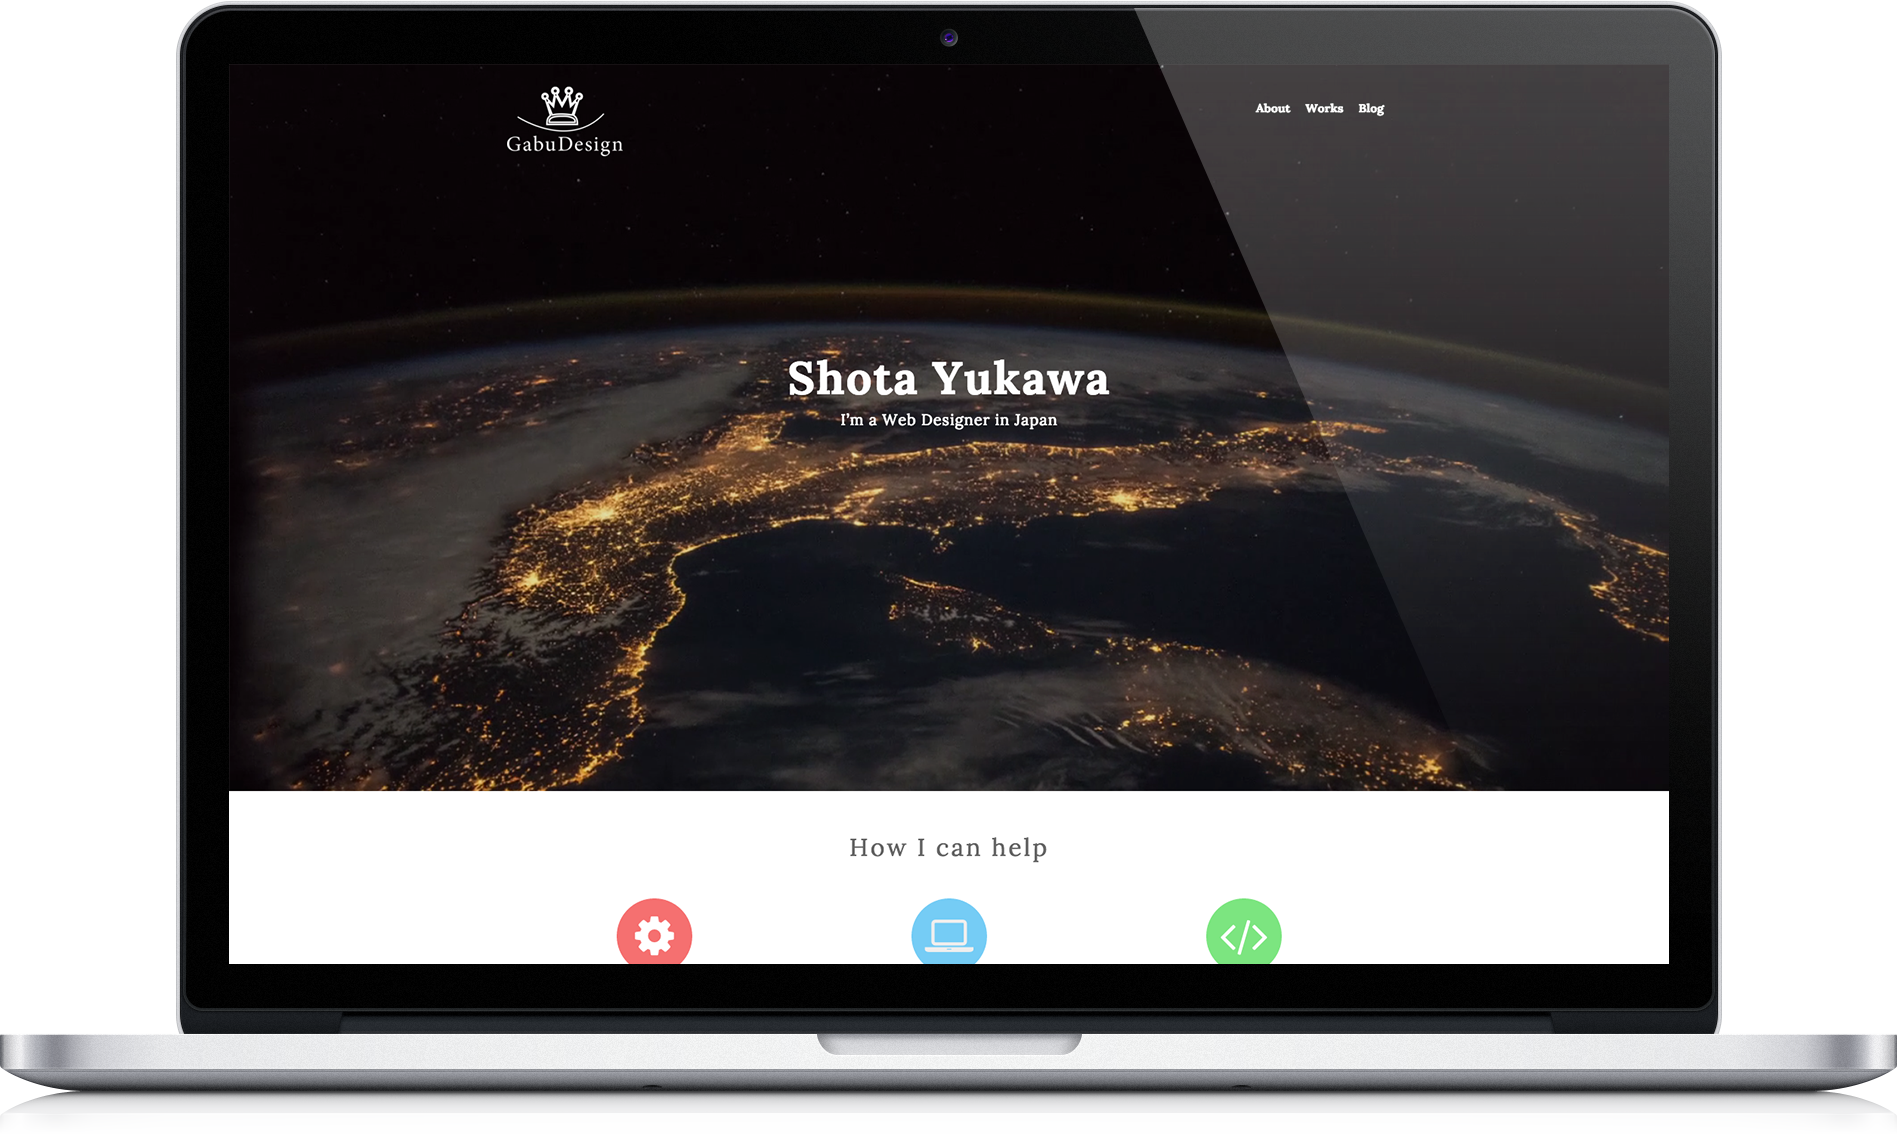 GabuDesign
About Works Blog
Shota Yukawa
I'm a Web Designer in Japan
How I can help